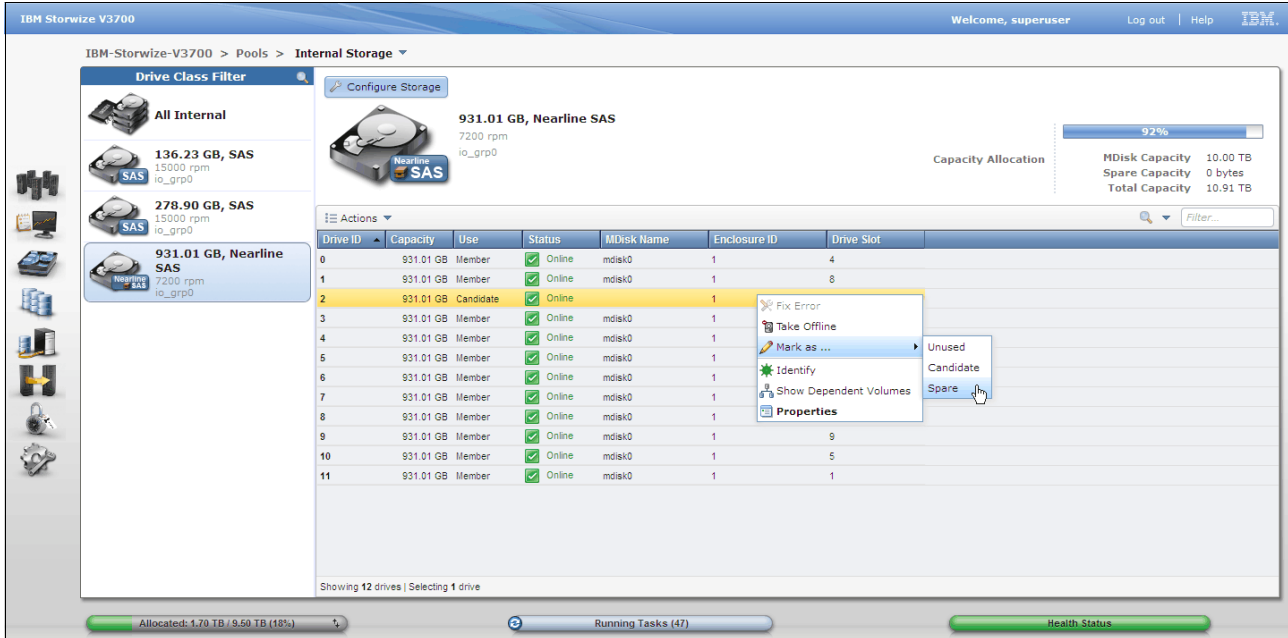 IBM Storwize V3700
Welcome, superuser
Log out | Help
IBM.
IBM-Storwize-V3700 > Pools > Internal Storage
Drive Class Filter
All Internal
136.23 GB, SAS
15000 rpm
io_grp0
SAS
278.90 GB, SAS
15000 rpm
io_grp0
SAS
931.01 GB, Nearline
SAS
7200 rpm
io_grp0
Nearline
SAS
Configure Storage
931.01 GB, Nearline SAS
7200 rpm
io_grp0
Nearline
SAS
Capacity Allocation
92%
MDisk Capacity 10.00 TB
Spare Capacity 0 bytes
Total Capacity 10.91 TB
Actions
Filter...
Drive ID Capacity Use Status MDisk Name Enclosure ID Drive Slot
0 931.01 GB Member Online mdisk0 1 4
1 931.01 GB Member Online mdisk0 1 8
2 931.01 GB Candidate Online 1
3 931.01 GB Member Online mdisk0 1
4 931.01 GB Member Online mdisk0 1
5 931.01 GB Member Online mdisk0 1
6 931.01 GB Member Online mdisk0 1
7 931.01 GB Member Online mdisk0 1
8 931.01 GB Member Online mdisk0 1
9 931.01 GB Member Online mdisk0 1 9
10 931.01 GB Member Online mdisk0 1 5
11 931.01 GB Member Online mdisk0 1 1
Fix Error
Take Offline
Mark as ...
Identify
Show Dependent Volumes
Properties
Unused
Candidate
Spare
Showing 12 drives | Selecting 1 drive
Allocated: 1.70 TB / 9.50 TB (18%)
Running Tasks (47)
Health Status